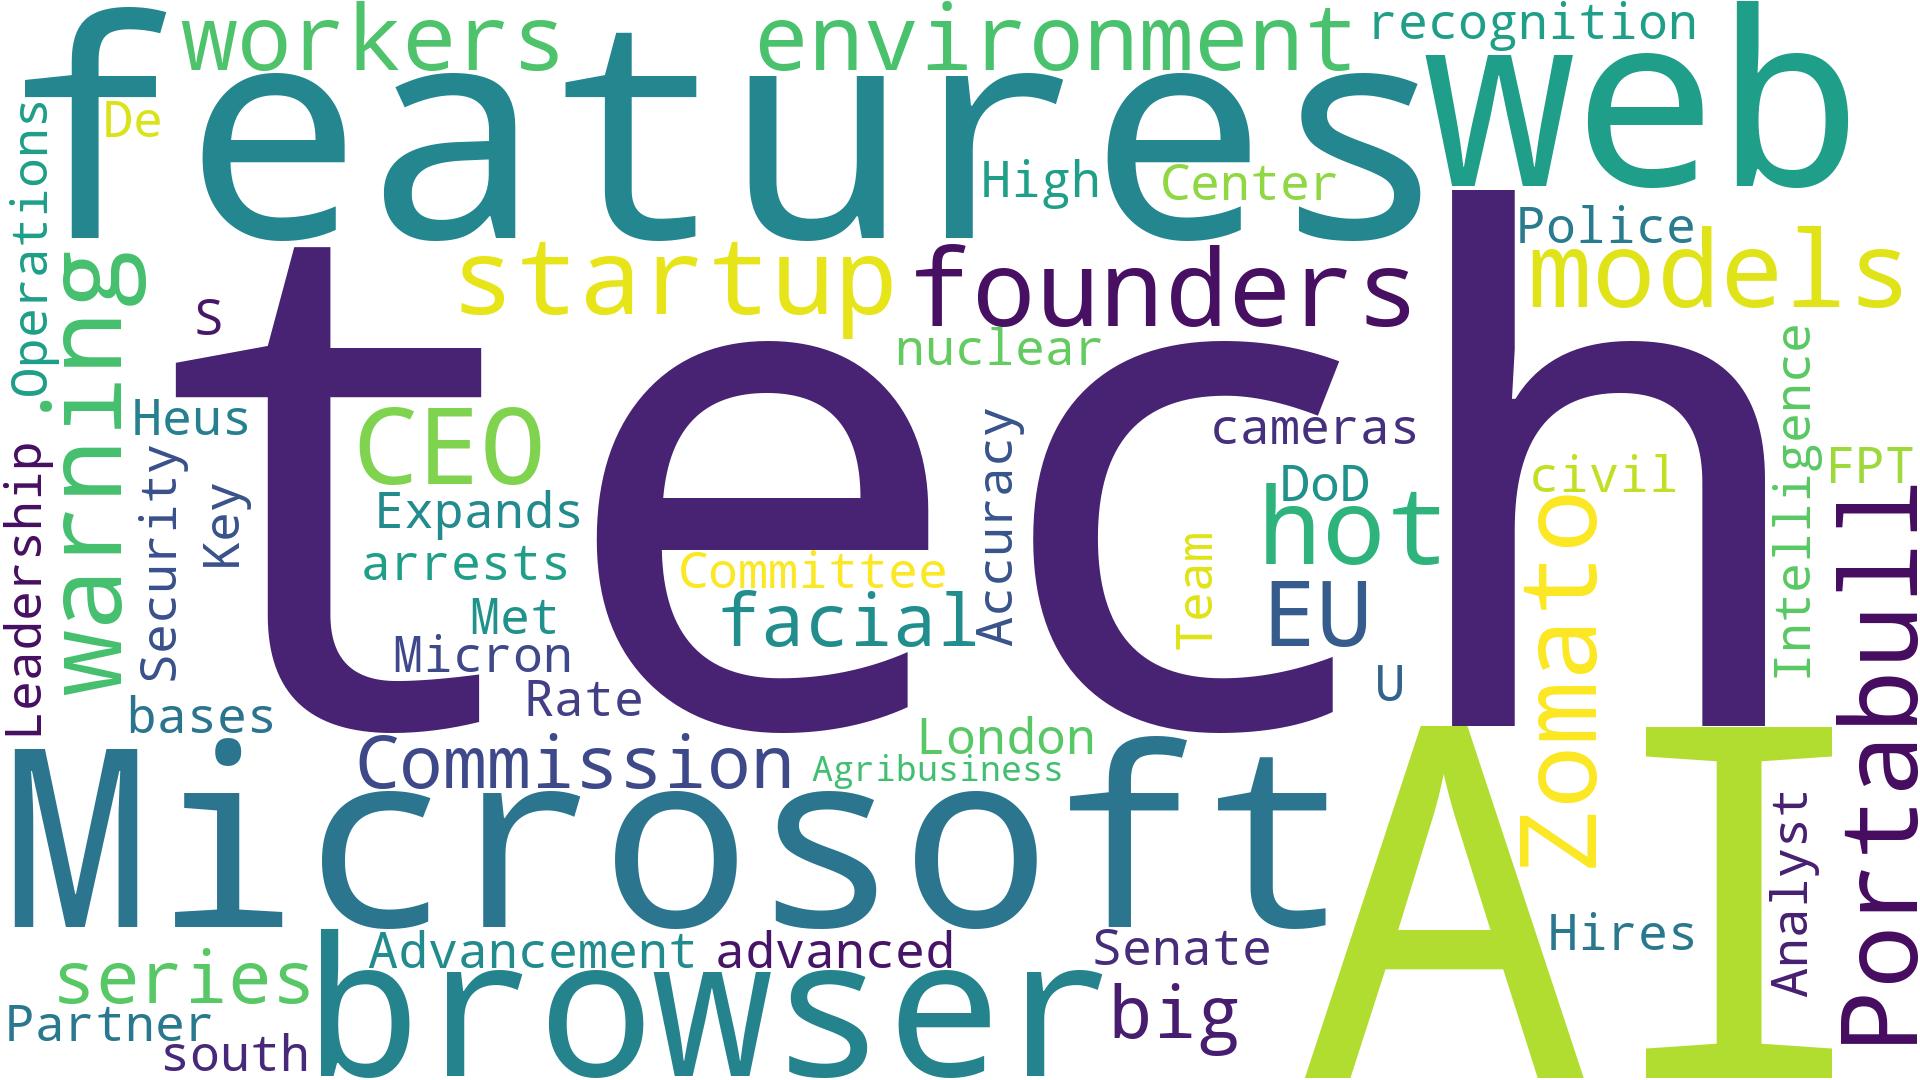 workers
environment
recognition
features
web
De
High
Center
Operations
Police
startup
founders
models
warning
S
nuclear
tech
Heus
CEO
cameras
Accuracy
Intelligence
FPT
civil
Leadership
Security
Key
Expands
DoD
hot
arrests
Committee
Team
Zomato
Portabull
Met
facial
EU
Micron
Rate
U
bases
London
Commission
Agribusiness
Microsoft
AI
Analyst
Advancement
advanced
Senate
Hires
series
browser
big
Partner
south